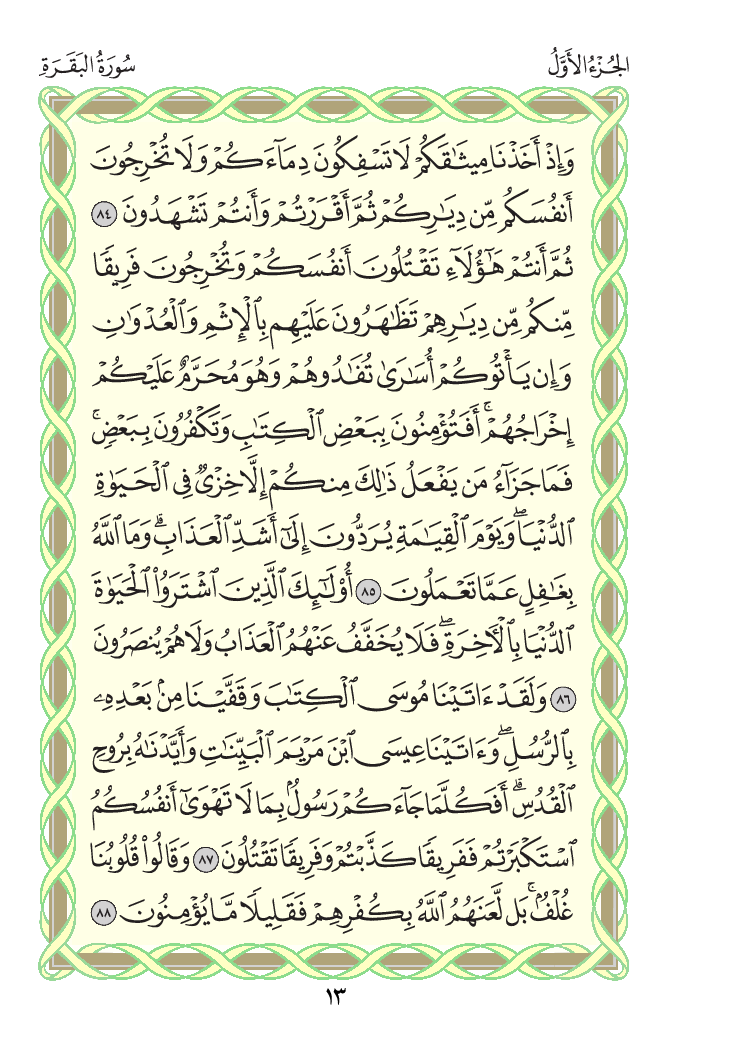 الجُزْءُ الأَوَّلُ
سُورَةُ البَقَرَةِ
وَإِذْ أَخَذْنَا مِيثَٰقَكُمْ لَا تَسْفِكُونَ دِمَآءَكُمْ وَلَا تُخْرِجُونَ
أَنفُسَكُم مِّن دِيَٰرِكُمْ ثُمَّ أَقْرَرْتُمْ وَأَنتُمْ تَشْهَدُونَ ٨٤
ثُمَّ أَنتُمْ هَٰٓؤُلَآءِ تَقْتُلُونَ أَنفُسَكُمْ وَتُخْرِجُونَ فَرِيقًا
مِّنكُم مِّن دِيَٰرِهِمْ تَظَٰهَرُونَ عَلَيْهِم بِٱلْإِثْمِ وَٱلْعُدْوَٰنِ
وَإِن يَأْتُوكُمْ أُسَٰرَىٰ تُفَٰدُوهُمْ وَهُوَ مُحَرَّمٌ عَلَيْكُمْ
إِخْرَاجُهُمْ ۚ أَفَتُؤْمِنُونَ بِبَعْضِ ٱلْكِتَٰبِ وَتَكْفُرُونَ بِبَعْضٍ ۚ
فَمَا جَزَآءُ مَن يَفْعَلُ ذَٰلِكَ مِنكُمْ إِلَّا خِزْىٌ فِى ٱلْحَيَوٰةِ
ٱلدُّنْيَا ۖ وَيَوْمَ ٱلْقِيَٰمَةِ يُرَدُّونَ إِلَىٰٓ أَشَدِّ ٱلْعَذَابِ ۗ وَمَا ٱللَّهُ
بِغَٰفِلٍ عَمَّا تَعْمَلُونَ ٨٥ أُو۟لَٰٓئِكَ ٱلَّذِينَ ٱشْتَرَوُا۟ ٱلْحَيَوٰةَ
ٱلدُّنْيَا بِٱلْءَاخِرَةِ ۖ فَلَا يُخَفَّفُ عَنْهُمُ ٱلْعَذَابُ وَلَا هُمْ يُنصَرُونَ
٨٦ وَلَقَدْ ءَاتَيْنَا مُوسَى ٱلْكِتَٰبَ وَقَفَّيْنَا مِنۢ بَعْدِهِۦ
بِٱلرُّسُلِ ۖ وَءَاتَيْنَا عِيسَى ٱبْنَ مَرْيَمَ ٱلْبَيِّنَٰتِ وَأَيَّدْنَٰهُ بِرُوحِ
ٱلْقُدُسِ ۗ أَفَكُلَّمَا جَآءَكُمْ رَسُولٌۢ بِمَا لَا تَهْوَىٰٓ أَنفُسُكُمُ
ٱسْتَكْبَرْتُمْ فَفَرِيقًا كَذَّبْتُمْ وَفَرِيقًا تَقْتُلُونَ ٨٧ وَقَالُوا۟ قُلُوبُنَا
غُلْفٌۢ ۚ بَل لَّعَنَهُمُ ٱللَّهُ بِكُفْرِهِمْ فَقَلِيلًا مَّا يُؤْمِنُونَ ٨٨
١٣